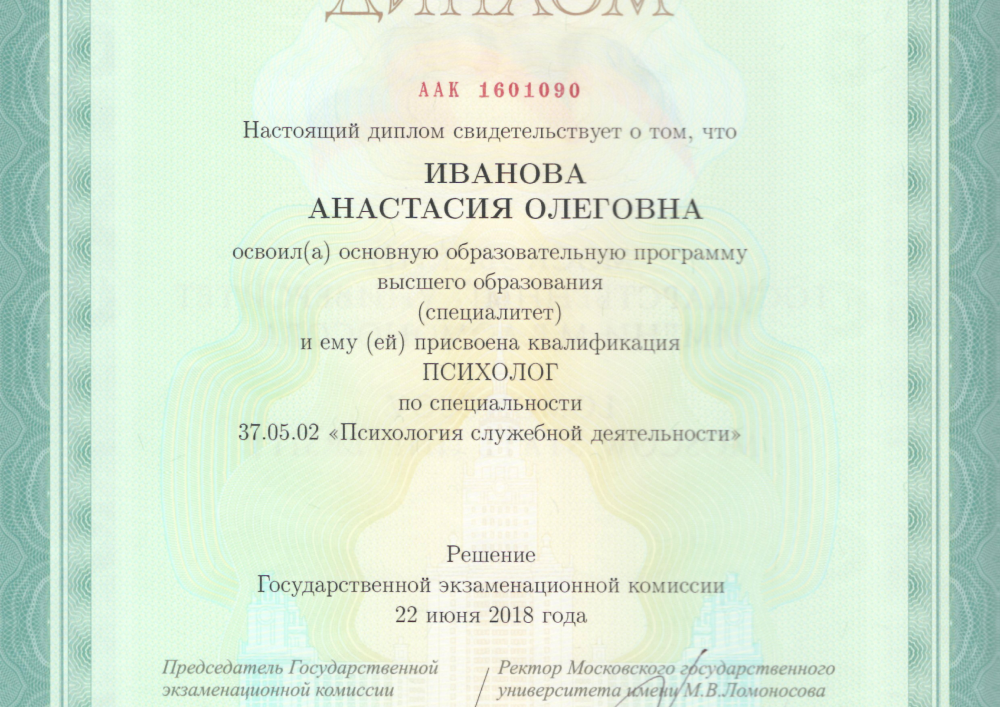 ДИПЛОМ
ААК 1601090
Настоящий диплом свидетельствует о том, что
ИВАНОВА
АНАСТАСИЯ ОЛЕГОВНА
освоил(а) основную образовательную программу
высшего образования
(специалитет)
и ему (ей) присвоена квалификация
ПСИХОЛОГ
по специальности
37.05.02 «Психология служебной деятельности»
Решение
Государственной экзаменационной комиссии
22 июня 2018 года
Председатель Государственной
экзаменационной комиссии
Ректор Московского государственного
университета имени М.В.Ломоносова